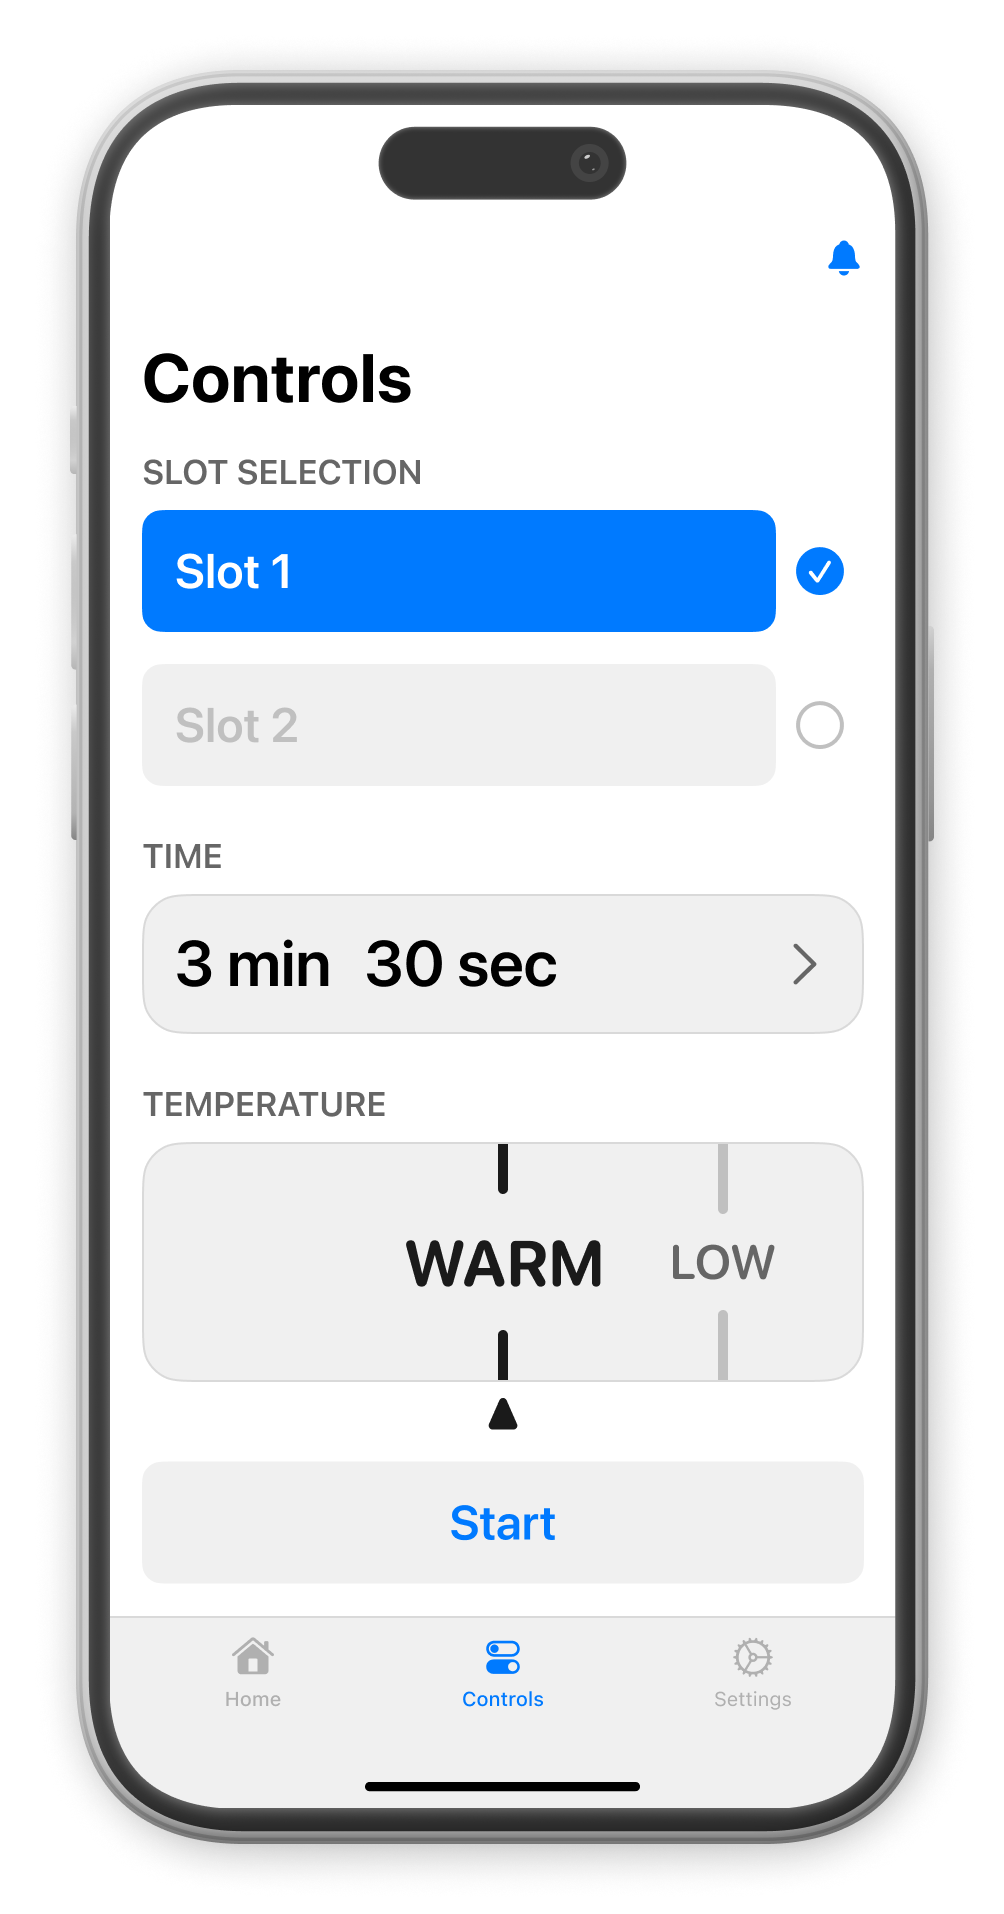 Controls
SLOT SELECTION
Slot 1
Slot 2
TIME
3 min 30 sec
TEMPERATURE
WARM LOW
Start
Home Controls Settings